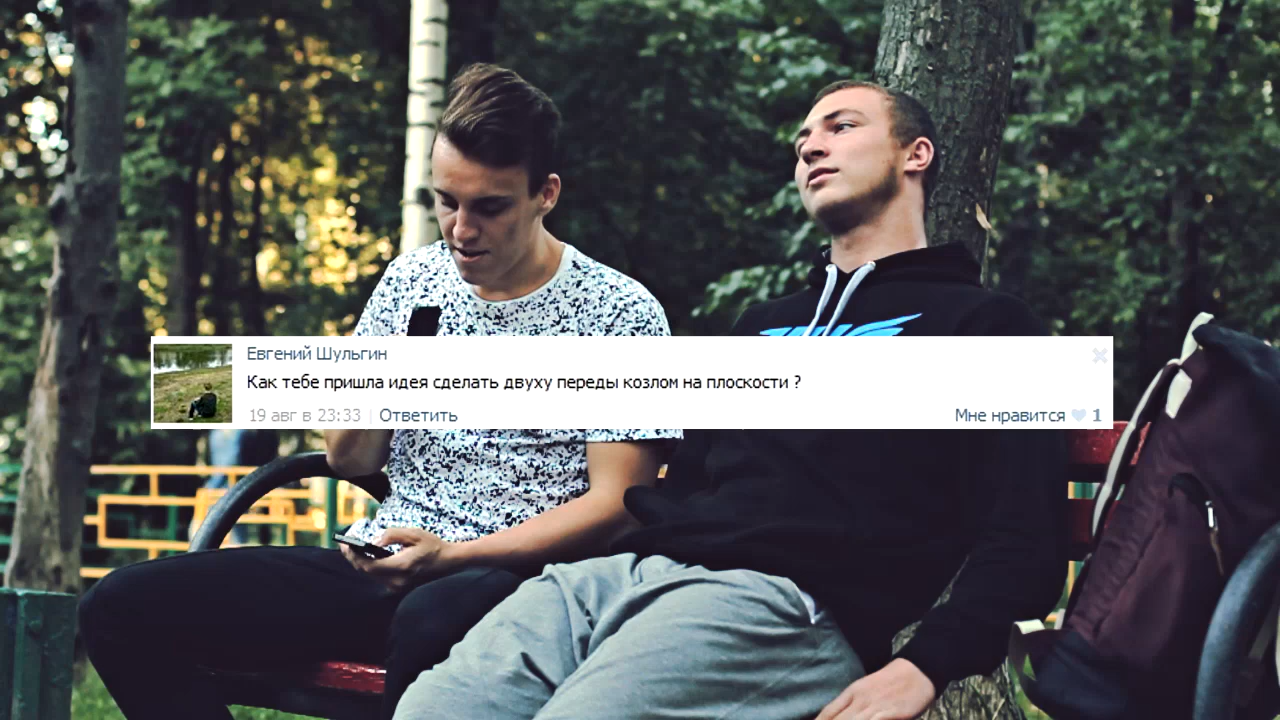 Евгений Шульгин
Как тебе пришла идея сделать двуху переды козлом на плоскости ?
19 авг в 23:33 | Ответить
Мне нравится 1